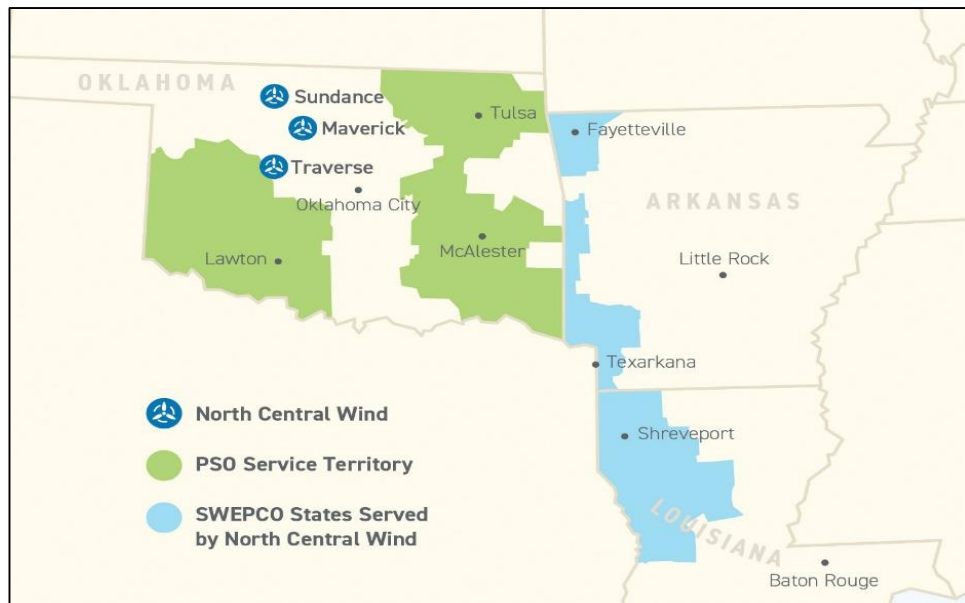 OKLAHOMA
Sundance
Maverick
Tulsa
Fayetteville
Traverse
Oklahoma City
ARKANSAS
McAlester
Lawton
Little Rock
Texarkana
North Central Wind
Shreveport
PSO Service Territory
SWEPCO States Served
by North Central Wind
LOUISIANA
Baton Rouge